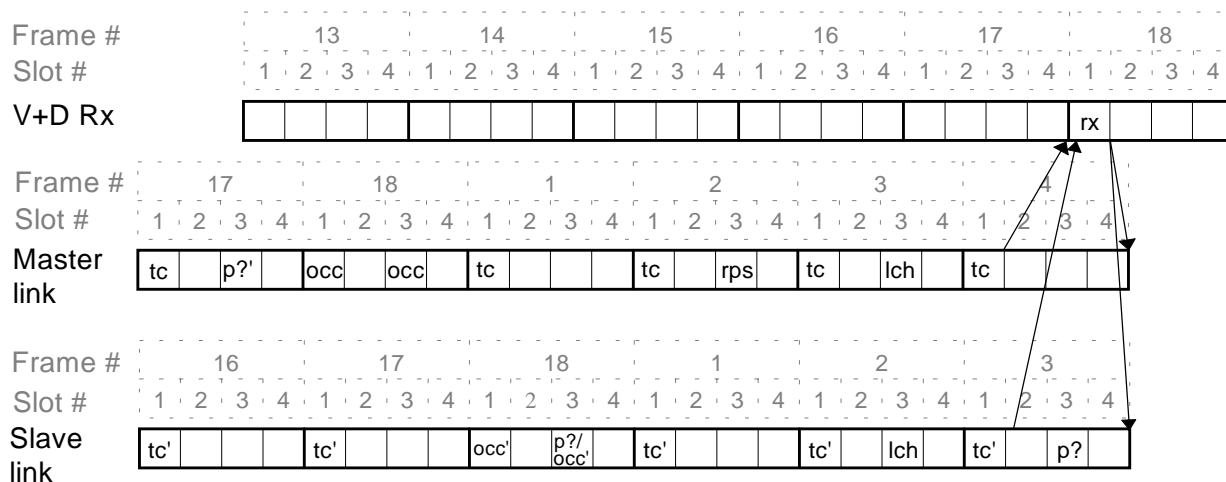 Frame # 13 14 15 16 17 18
Slot # 1 2 3 4 1 2 3 4 1 2 3 4 1 2 3 4 1 2 3 4 1 2 3 4
V+D Rx rx
Frame # 17 18 1 2 3 4
Slot # 1 2 3 4 1 2 3 4 1 2 3 4 1 2 3 4 1 2 3 4 1 2 3 4
Master link tc p?' occ occ tc tc rps tc lch tc
Frame # 16 17 18 1 2 3
Slot # 1 2 3 4 1 2 3 4 1 2 3 4 1 2 3 4 1 2 3 4 1 2 3 4
Slave link tc' tc' occ' p?/occ' tc' tc' lch tc' p?